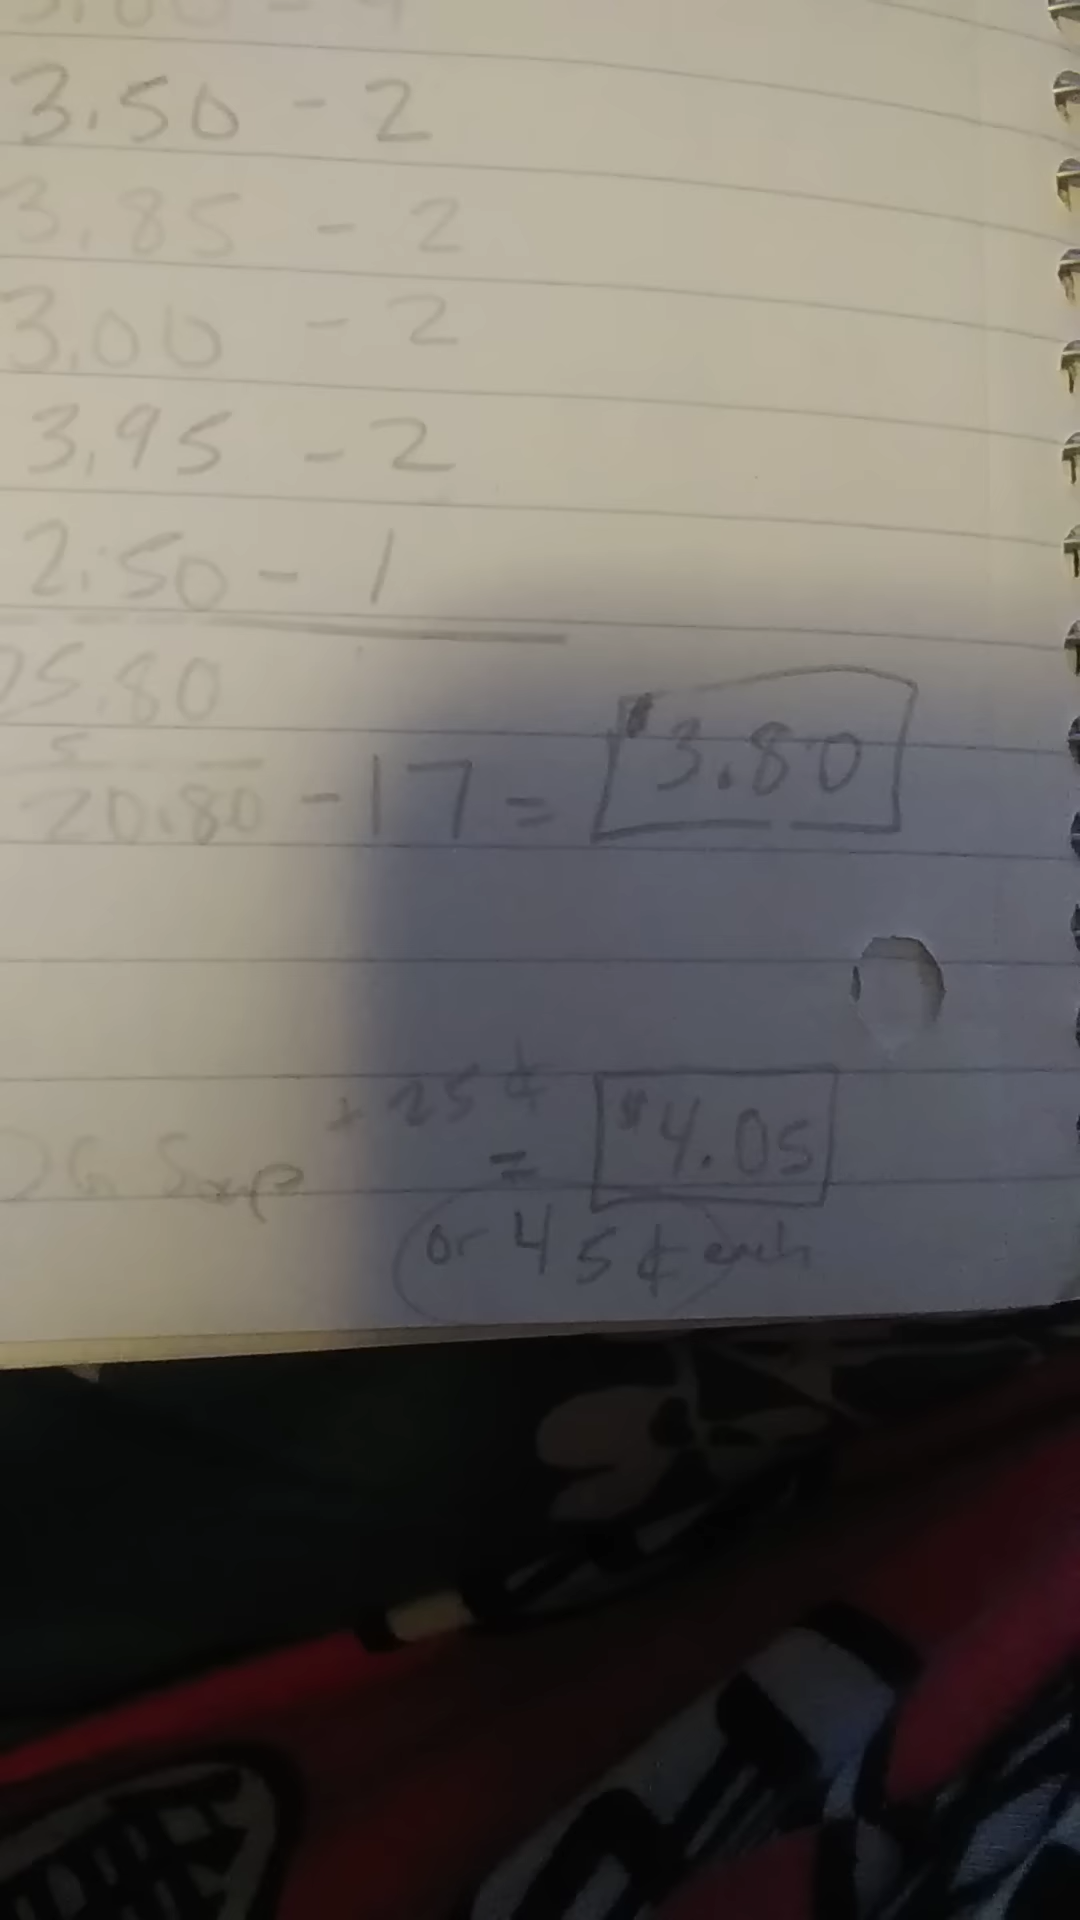 3.50 - 2
3.85 - 2
3.00 - 2
3.95 - 2
2.50 - 1
25.80
5
20.80 - 17 = $3.80
+ 25¢
= $4.05
or 45¢ each